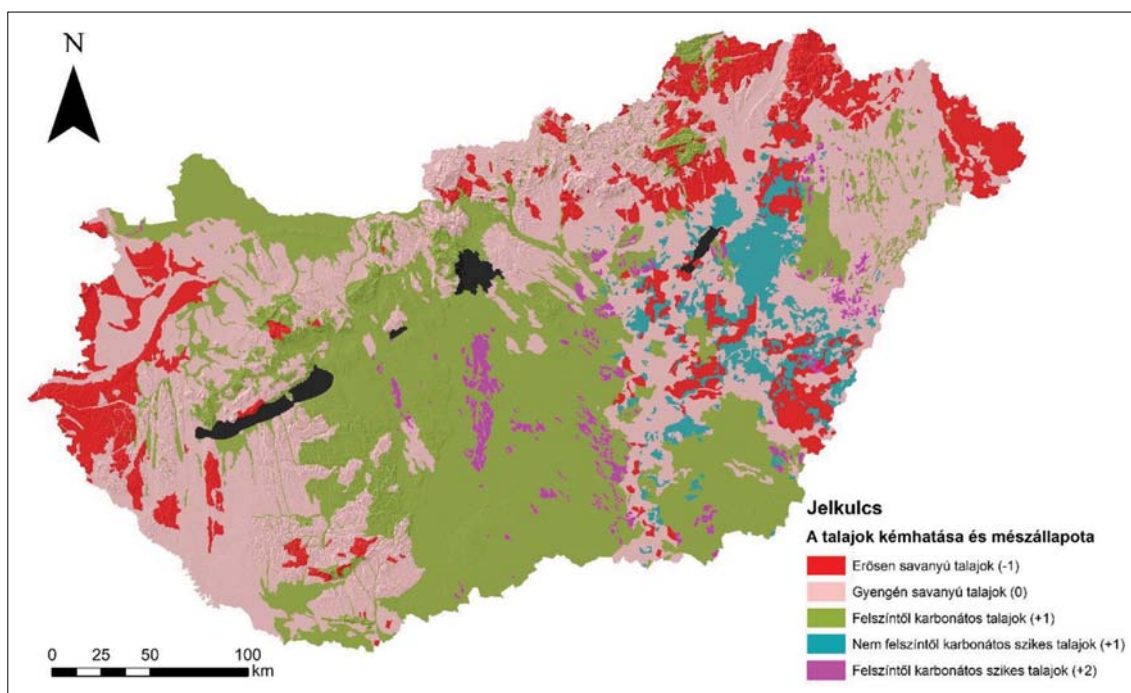 N
Jelkulcs
A talajok kémhatása és mészállapota
Erősen savanyú talajok (-1)
Gyengén savanyú talajok (0)
Felszíntől karbonátos talajok (+1)
Nem felszíntől karbonátos szikes talajok (+1)
Felszíntől karbonátos szikes talajok (+2)
0 25 50 100
km